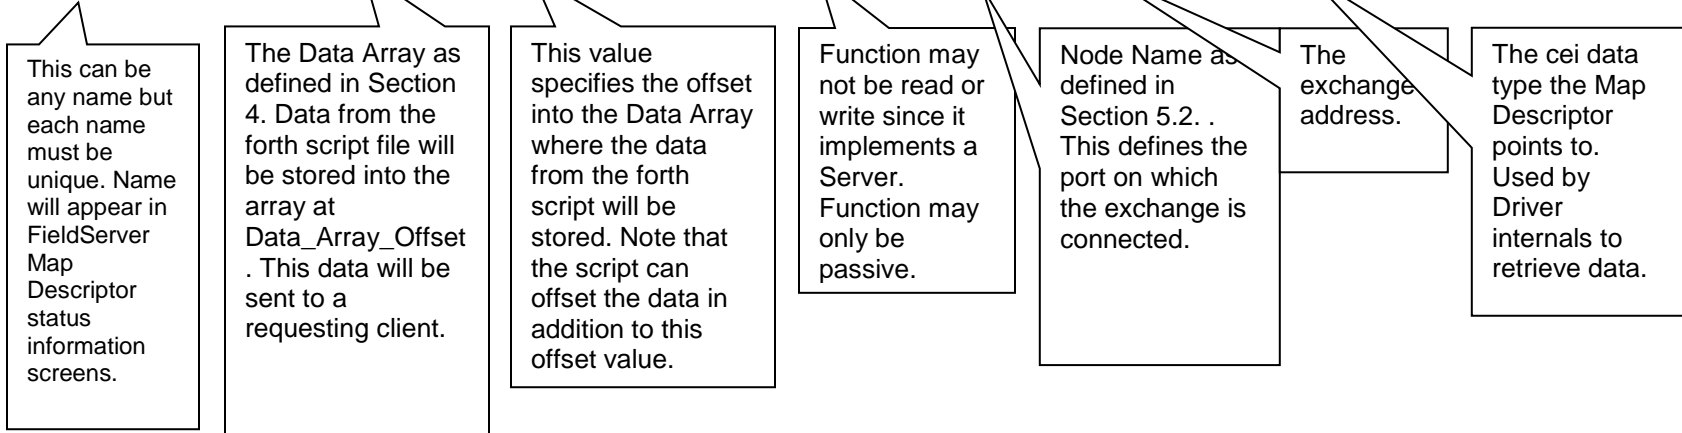 This can be
any name but
each name
must be
unique. Name
will appear in
FieldServer
Map
Descriptor
status
information
screens.
The Data Array as
defined in Section
4. Data from the
forth script file will
be stored into the
array at
Data_Array_Offset
. This data will be
sent to a
requesting client.
This value
specifies the offset
into the Data Array
where the data
from the forth
script will be
stored. Note that
the script can
offset the data in
addition to this
offset value.
Function may
not be read or
write since it
implements a
Server.
Function may
only be
passive.
Node Name as
defined in
Section 5.2. .
This defines the
port on which
the exchange is
connected.
The
exchange
address.
The cei data
type the Map
Descriptor
points to.
Used by
Driver
internals to
retrieve data.